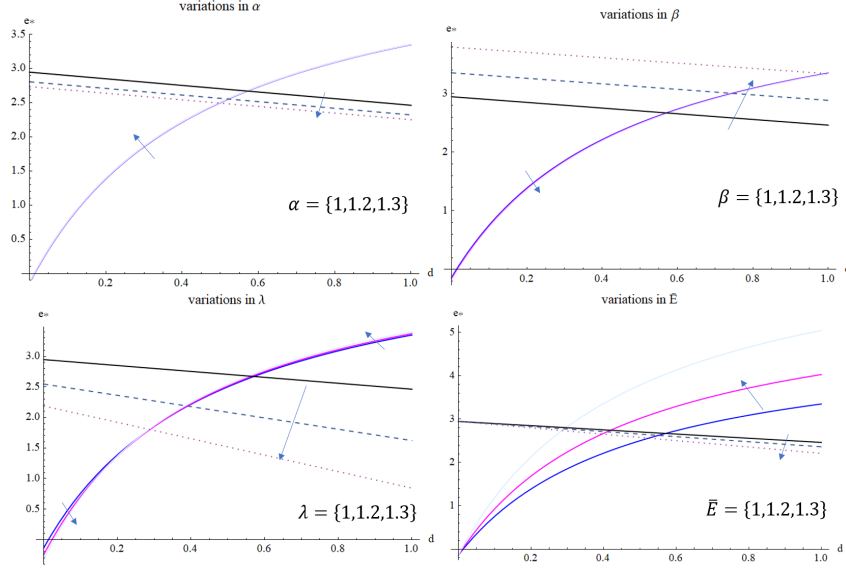 variations in α
e*
3.5
3.0
2.5
2.0
1.5
1.0
0.5
α = {1,1.2,1.3}
0.2
0.4
0.6
0.8
1.0
d
variations in β
e*
3
2
1
β = {1,1.2,1.3}
0.2
0.4
0.6
0.8
1.0
variations in λ
e*
3.0
2.5
2.0
1.5
1.0
0.5
λ = {1,1.2,1.3}
0.2
0.4
0.6
0.8
1.0
d
variations in Ē
e*
5
4
3
2
1
Ē = {1,1.2,1.3}
0.2
0.4
0.6
0.8
1.0
d